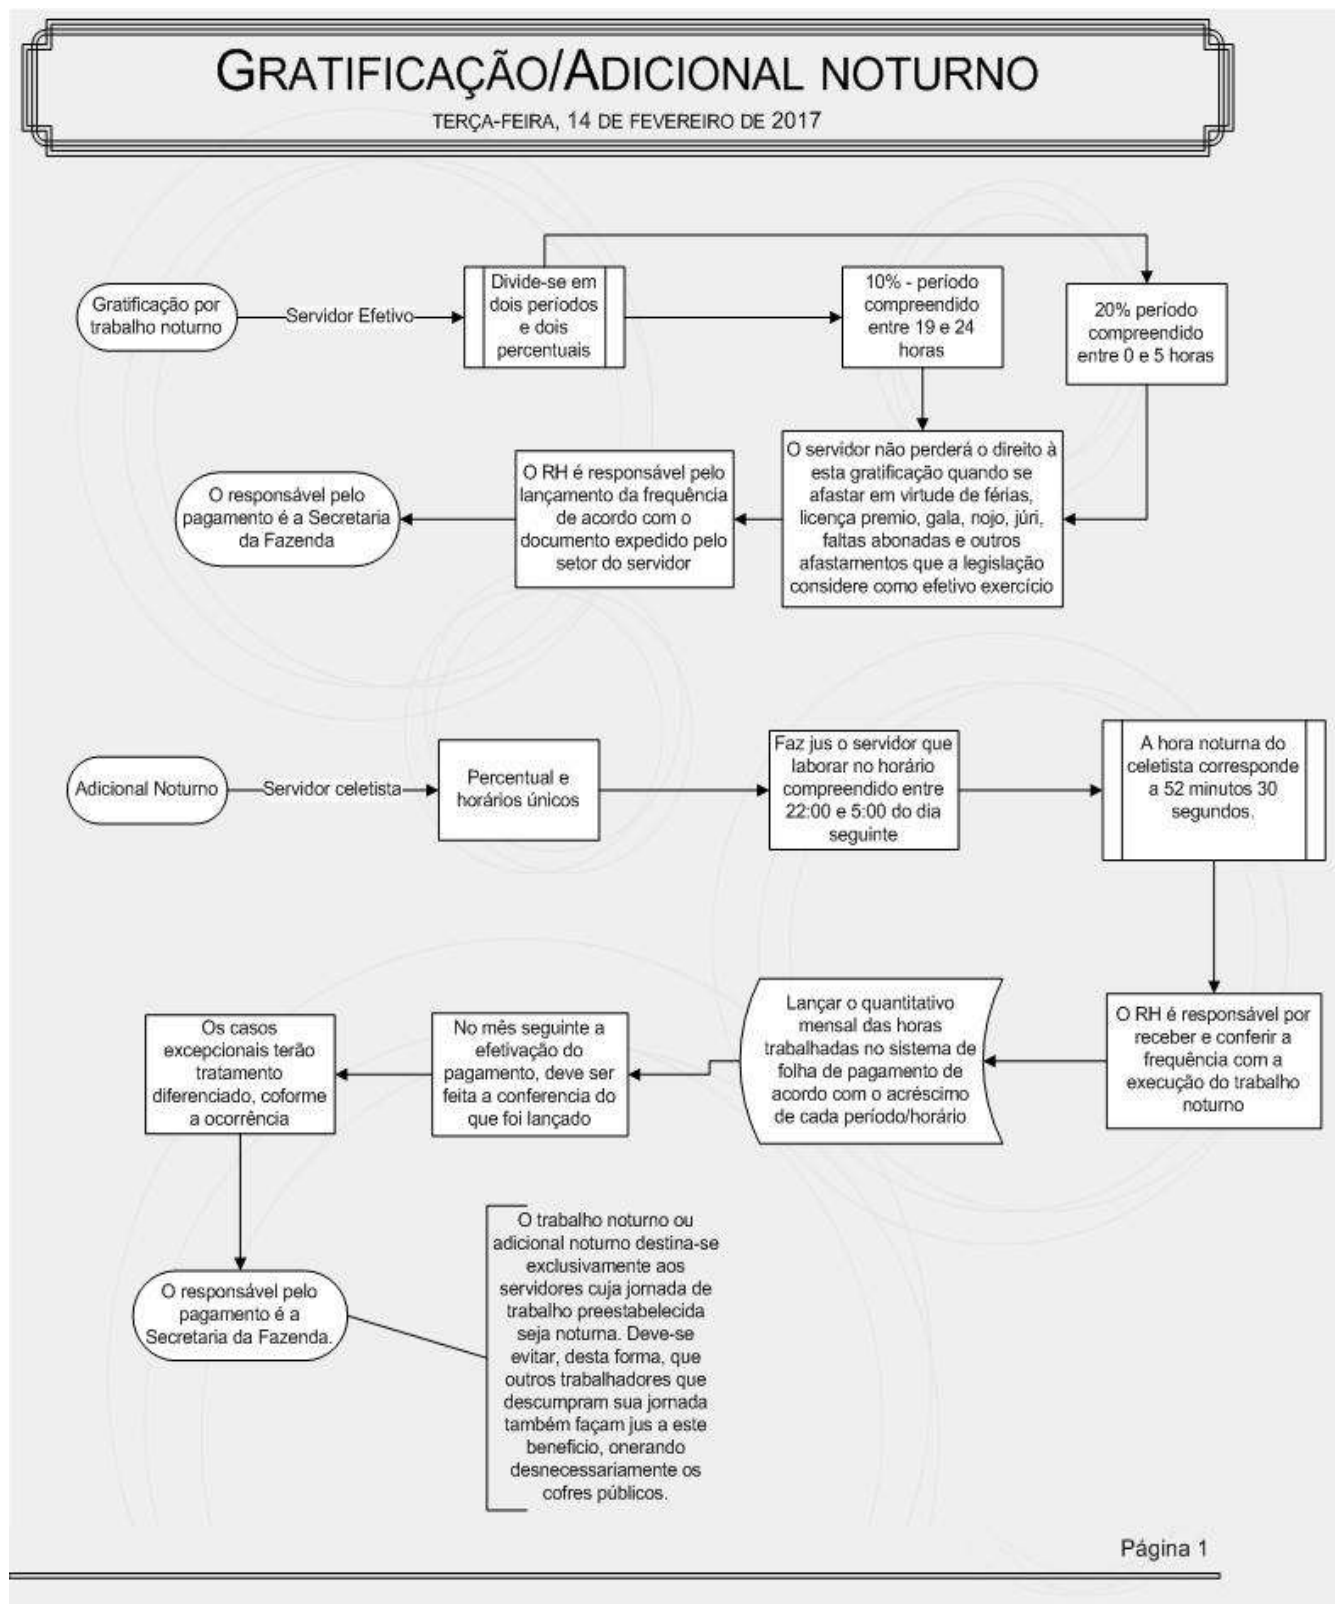 GRATIFICAÇÃO/ADICIONAL NOTURNO
TERÇA-FEIRA, 14 DE FEVEREIRO DE 2017
Gratificação por
trabalho noturno
Servidor Efetivo
Divide-se em
dois períodos
e dois
percentuais
10% - período
compreendido
entre 19 e 24
horas
20% período
compreendido
entre 0 e 5 horas
O servidor não perderá o direito à
esta gratificação quando se
afastar em virtude de férias,
licença premio, gala, nojo, júri,
faltas abonadas e outros
afastamentos que a legislação
considere como efetivo exercício
O RH é responsável pelo
lançamento da frequência
de acordo com o
documento expedido pelo
setor do servidor
O responsável pelo
pagamento é a Secretaria
da Fazenda
Adicional Noturno
Servidor celetista
Percentual e
horários únicos
Faz jus o servidor que
laborar no horário
compreendido entre
22:00 e 5:00 do dia
seguinte
A hora noturna do
celetista corresponde
a 52 minutos 30
segundos.
O RH é responsável por
receber e conferir a
frequência com a
execução do trabalho
noturno
Lançar o quantitativo
mensal das horas
trabalhadas no sistema de
folha de pagamento de
acordo com o acréscimo
de cada período/horário
No mês seguinte a
efetivação do
pagamento, deve ser
feita a conferencia do
que foi lançado
Os casos
excepcionais terão
tratamento
diferenciado, coforme
a ocorrência
O responsável pelo
pagamento é a
Secretaria da Fazenda.
O trabalho noturno ou
adicional noturno destina-se
exclusivamente aos
servidores cuja jornada de
trabalho preestabelecida
seja noturna. Deve-se
evitar, desta forma, que
outros trabalhadores que
descumpram sua jornada
também façam jus a este
beneficio, onerando
desnecessariamente os
cofres públicos.
Página 1